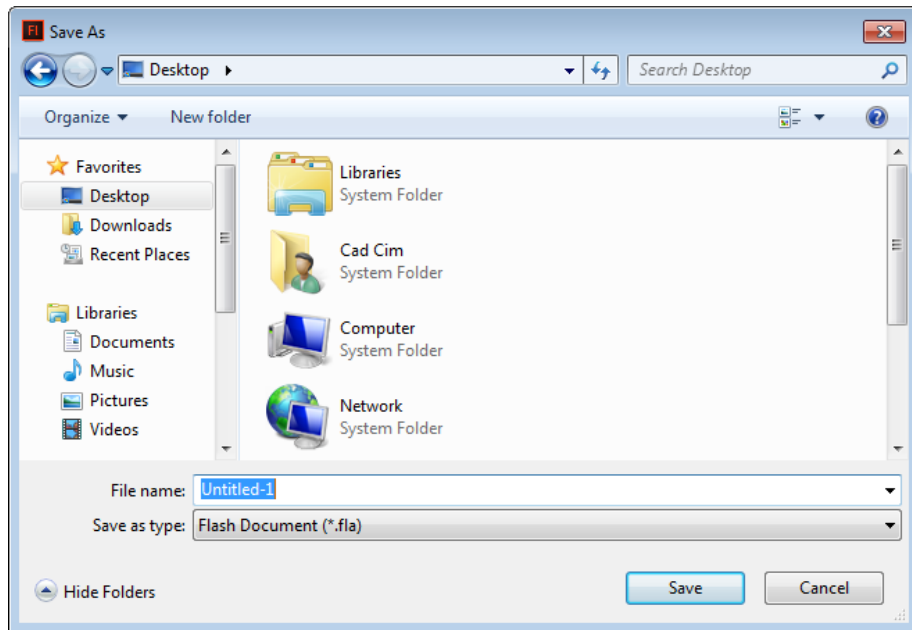 Fl Save As
Desktop
Search Desktop
Organize New folder
Favorites
Desktop
Downloads
Recent Places
Libraries
Documents
Music
Pictures
Videos
Libraries
System Folder
Cad Cim
System Folder
Computer
System Folder
Network
System Folder
File name: Untitled-1
Save as type: Flash Document (*.fla)
Hide Folders Save Cancel